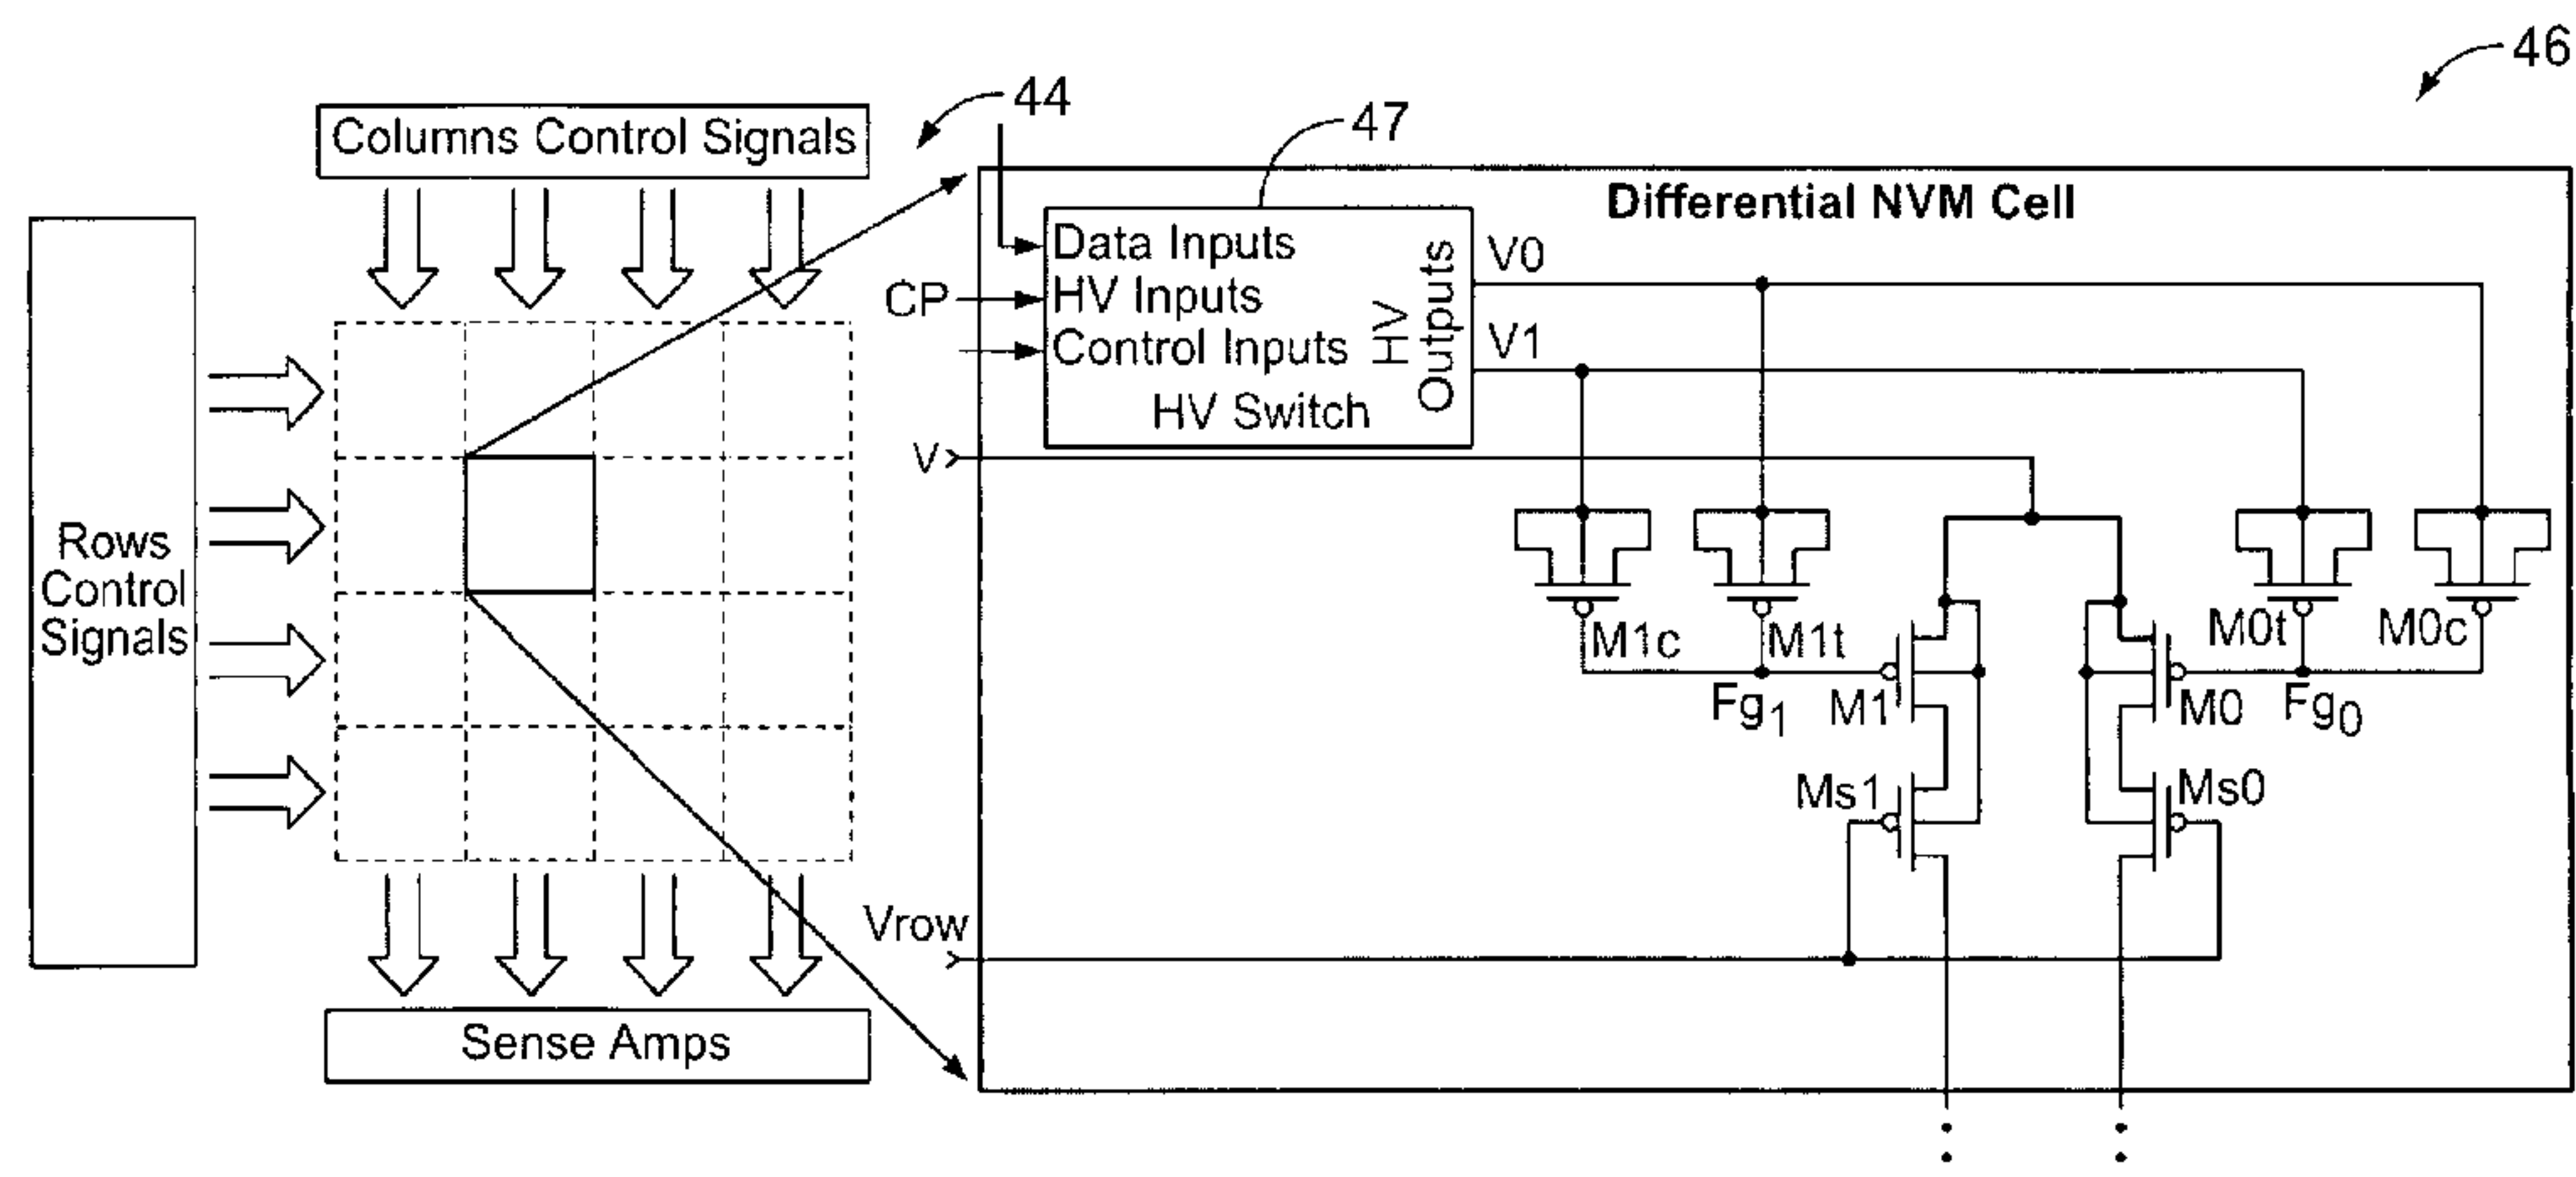 46
44
47
Columns Control Signals
Differential NVM Cell
Data Inputs
HV Inputs
Control Inputs
HV Switch
HV
Outputs
V0
V1
CP
V
Rows
Control
Signals
M1c
M1t
M0t
M0c
Fg1
M1
M0
Fg0
Ms1
Ms0
Vrow
Sense Amps